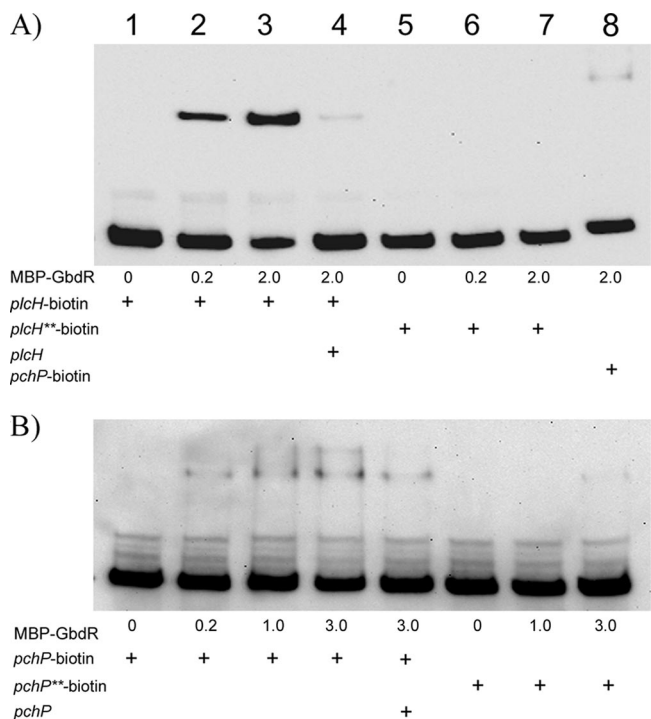 A) 1 2 3 4 5 6 7 8
MBP-GbdR 0 0.2 2.0 2.0 0 0.2 2.0 2.0
plcH-biotin + + + +
plcH**-biotin + + +
plcH +
pchP-biotin +
B)
MBP-GbdR 0 0.2 1.0 3.0 3.0 0 1.0 3.0
pchP-biotin + + + + +
pchP**-biotin + + +
pchP +